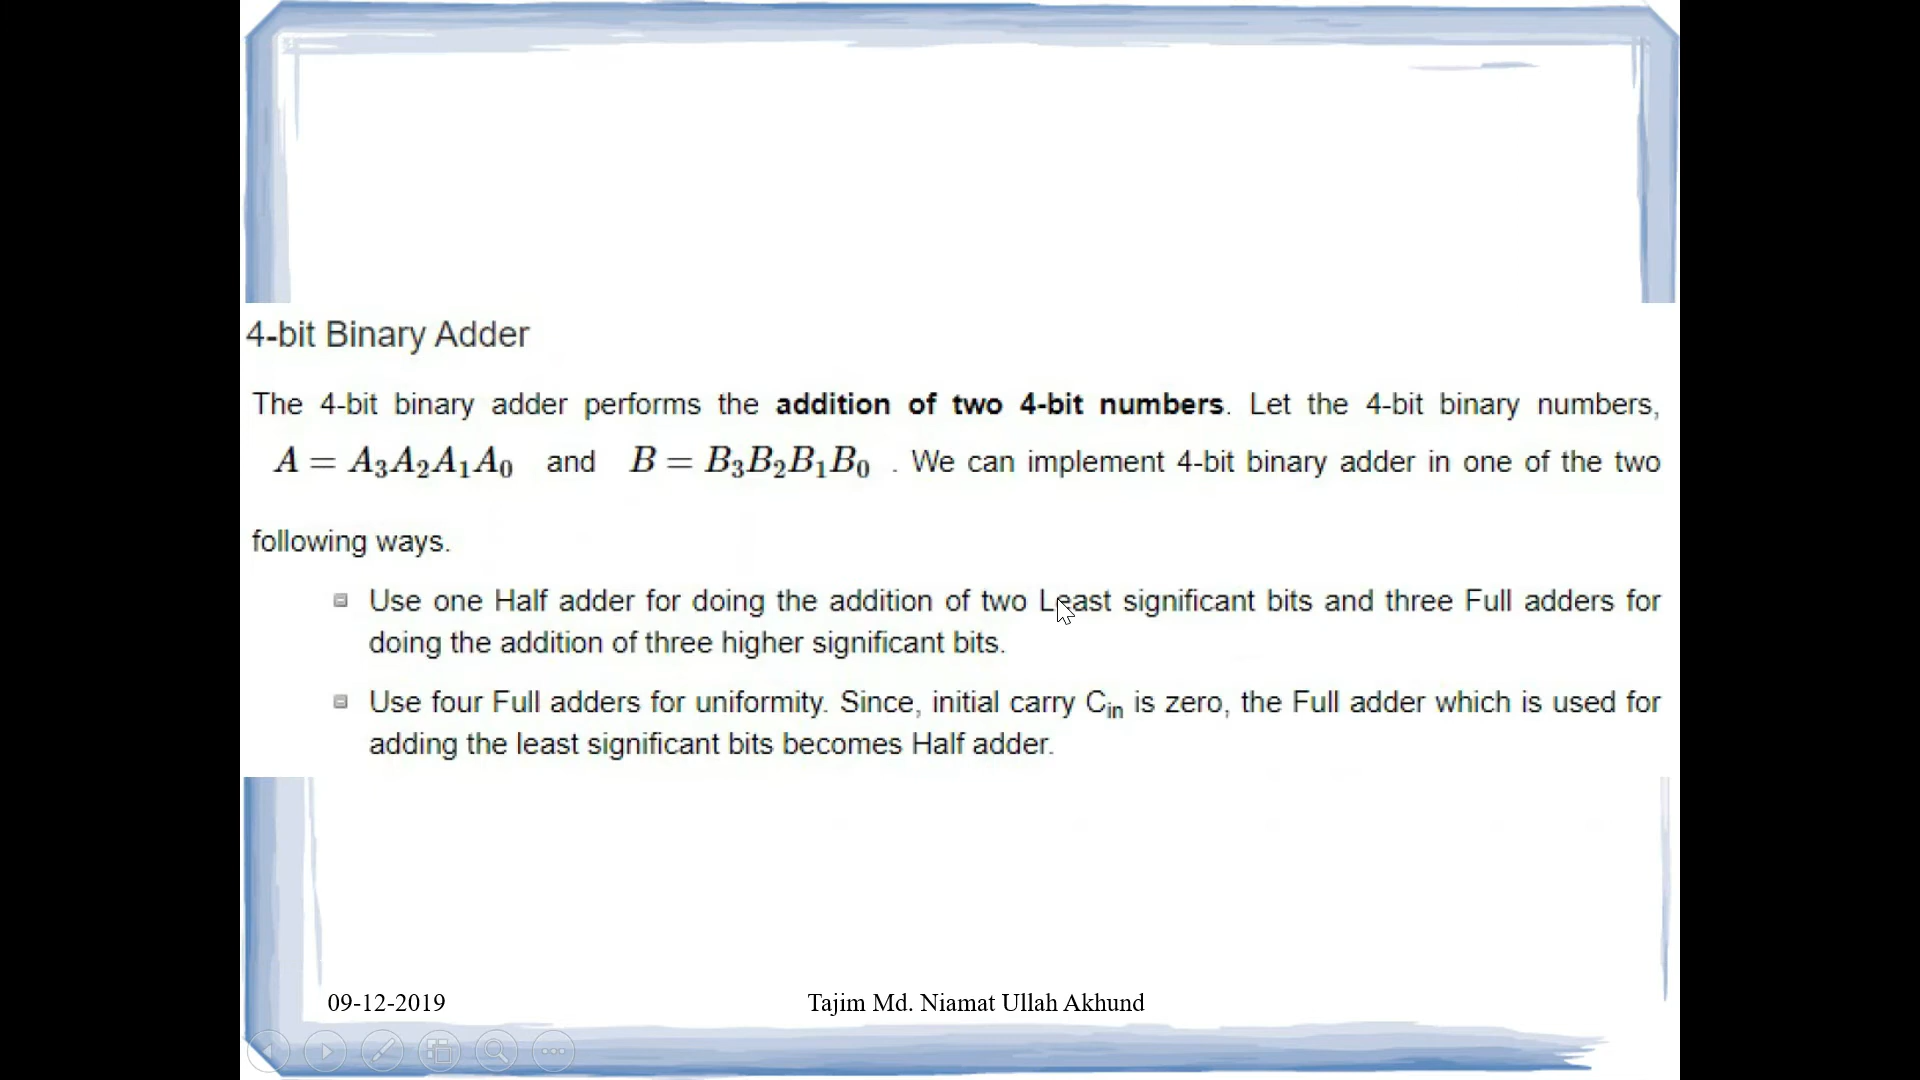 4-bit Binary Adder
The 4-bit binary adder performs the addition of two 4-bit numbers. Let the 4-bit binary numbers,
A = A₃A₂A₁A₀ and B = B₃B₂B₁B₀ . We can implement 4-bit binary adder in one of the two
following ways.
Use one Half adder for doing the addition of two Least significant bits and three Full adders for
doing the addition of three higher significant bits.
Use four Full adders for uniformity. Since, initial carry Cin is zero, the Full adder which is used for
adding the least significant bits becomes Half adder.
09-12-2019
Tajim Md. Niamat Ullah Akhund